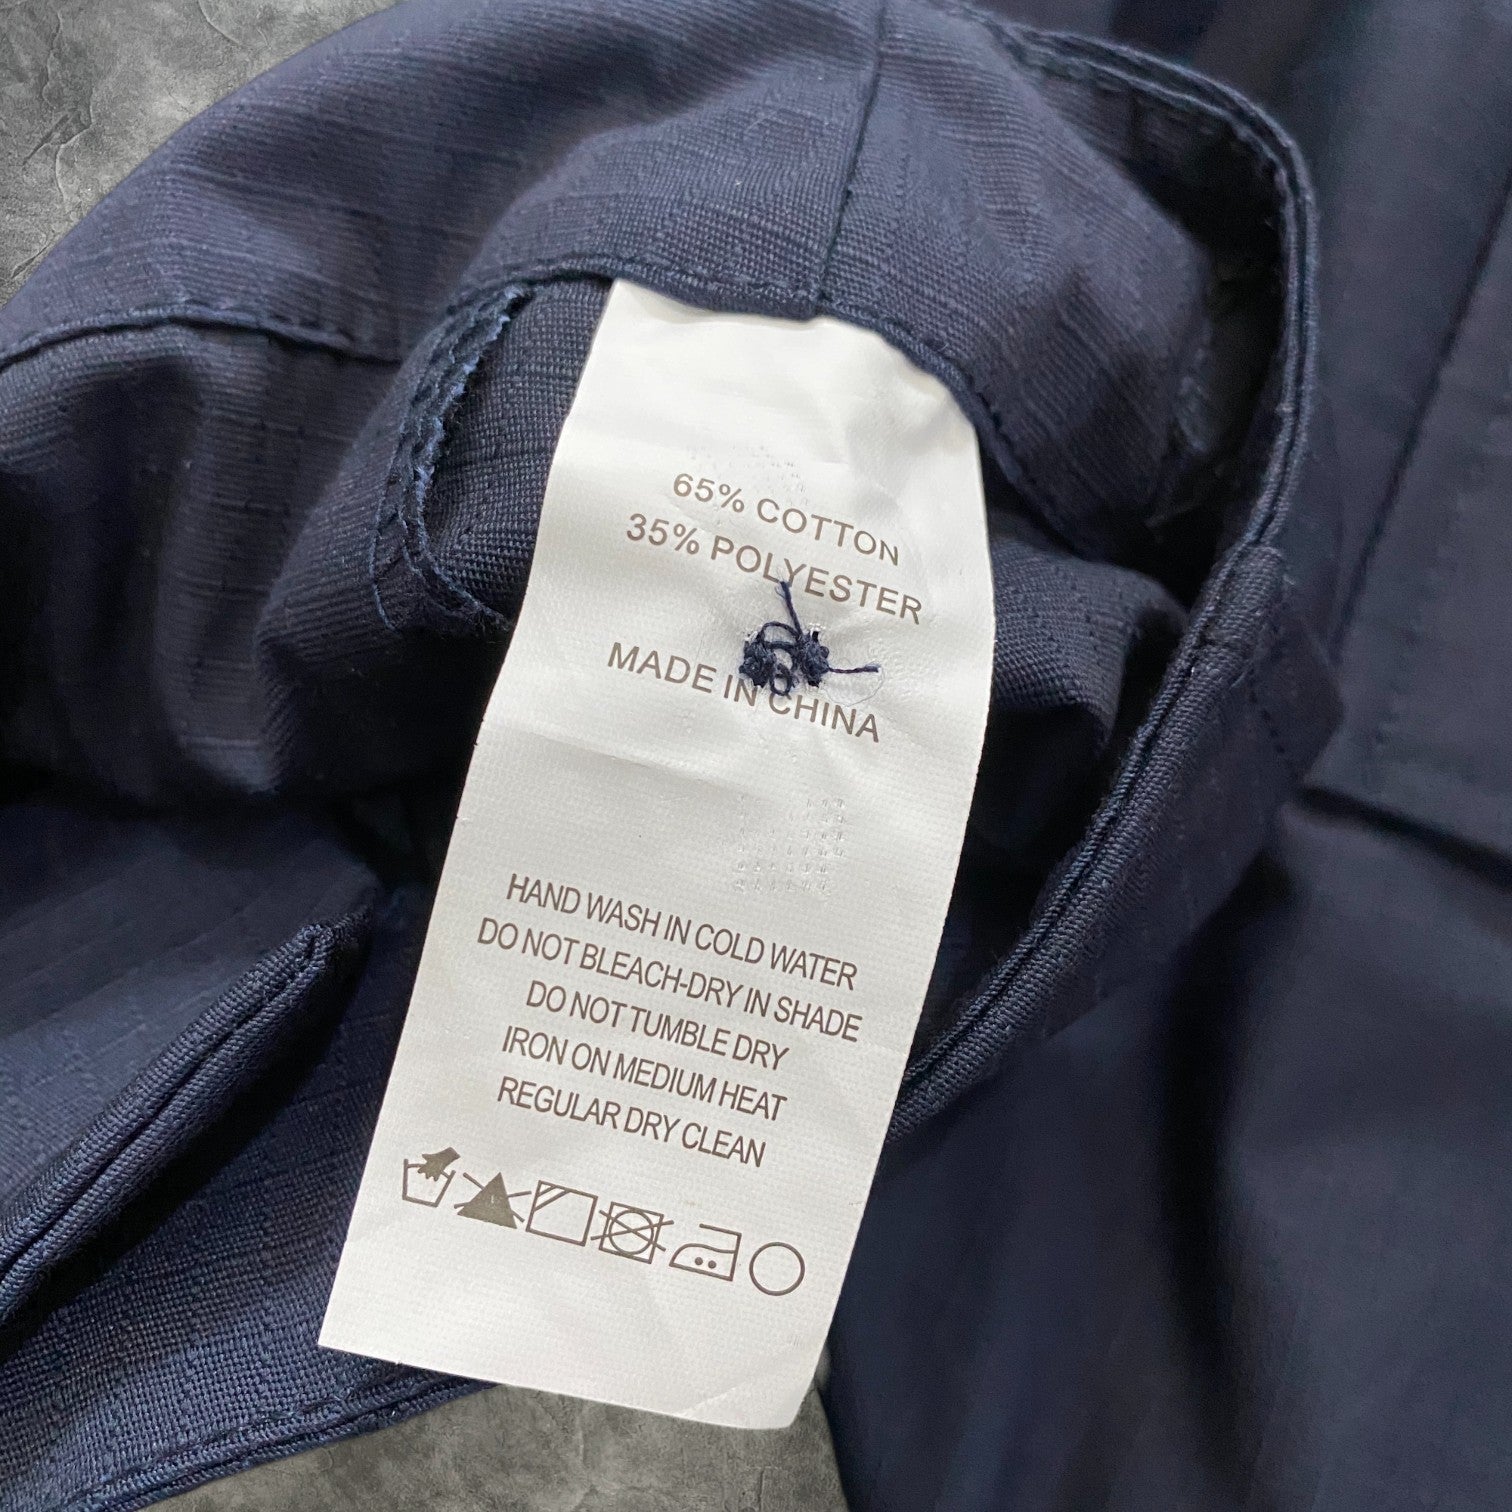 65% COTTON
35% POLYESTER
MADE IN CHINA
HAND WASH IN COLD WATER
DO NOT BLEACH-DRY IN SHADE
DO NOT TUMBLE DRY
IRON ON MEDIUM HEAT
REGULAR DRY CLEAN